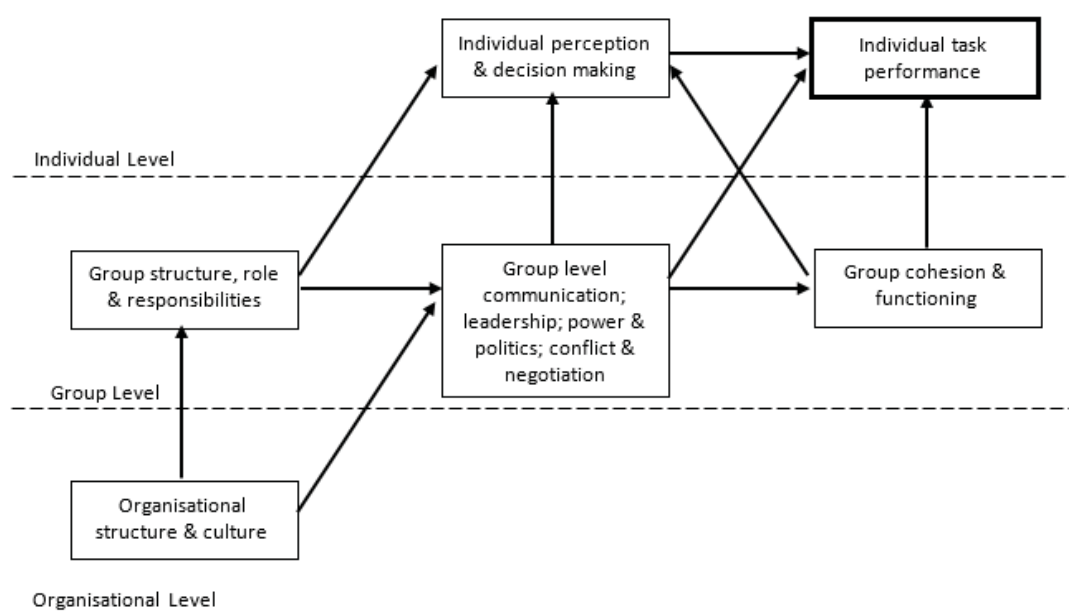 Individual perception
& decision making
Individual task
performance
Individual Level
Group structure, role
& responsibilities
Group level
communication;
leadership; power &
politics; conflict &
negotiation
Group cohesion &
functioning
Group Level
Organisational
structure & culture
Organisational Level